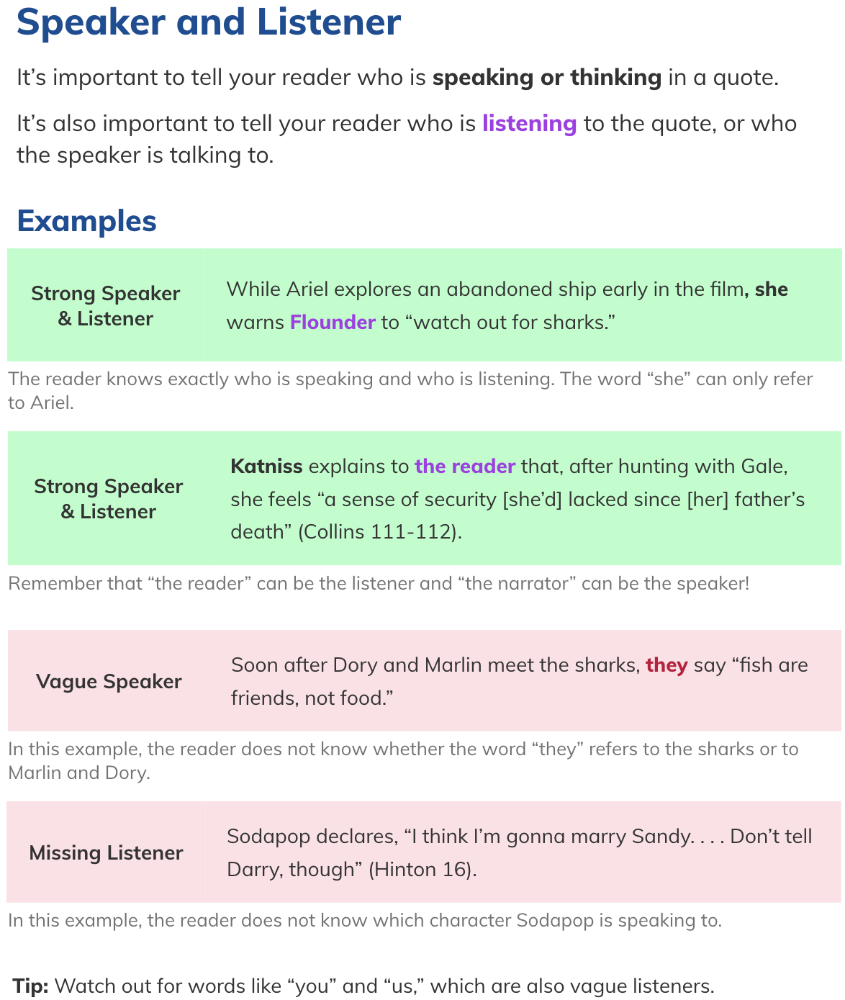 Speaker and Listener
It’s important to tell your reader who is speaking or thinking in a quote.
It’s also important to tell your reader who is listening to the quote, or who
the speaker is talking to.
Examples
Strong Speaker
& Listener
While Ariel explores an abandoned ship early in the film, she
warns Flounder to “watch out for sharks.”
The reader knows exactly who is speaking and who is listening. The word “she” can only refer
to Ariel.
Strong Speaker
& Listener
Katniss explains to the reader that, after hunting with Gale,
she feels “a sense of security [she’d] lacked since [her] father’s
death” (Collins 111-112).
Remember that “the reader” can be the listener and “the narrator” can be the speaker!
Vague Speaker
Soon after Dory and Marlin meet the sharks, they say “fish are
friends, not food.”
In this example, the reader does not know whether the word “they” refers to the sharks or to
Marlin and Dory.
Missing Listener
Sodapop declares, “I think I’m gonna marry Sandy. . . . Don’t tell
Darry, though” (Hinton 16).
In this example, the reader does not know which character Sodapop is speaking to.
Tip: Watch out for words like “you” and “us,” which are also vague listeners.